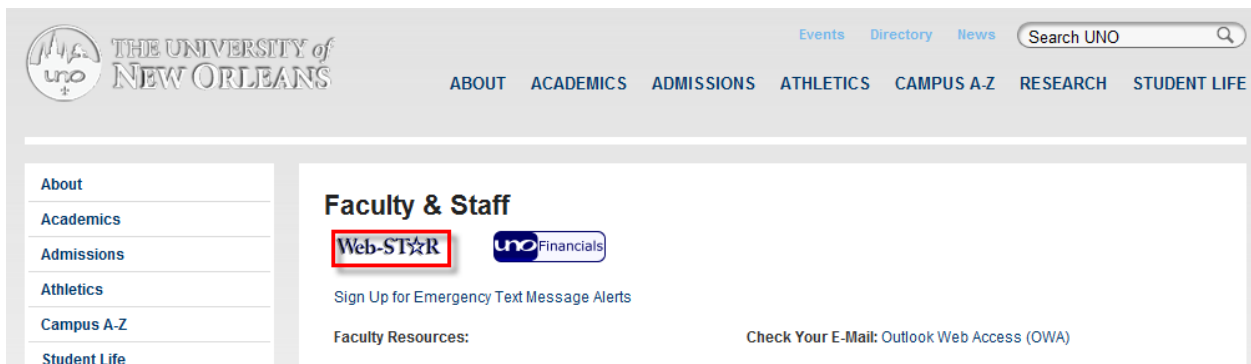 Events Directory News Search UNO
uno
THE UNIVERSITY of
NEW ORLEANS
ABOUT ACADEMICS ADMISSIONS ATHLETICS CAMPUS A-Z RESEARCH STUDENT LIFE
About
Academics
Admissions
Athletics
Campus A-Z
Student Life
Faculty & Staff
Web-ST☆R
uno Financials
Sign Up for Emergency Text Message Alerts
Faculty Resources:
Check Your E-Mail: Outlook Web Access (OWA)